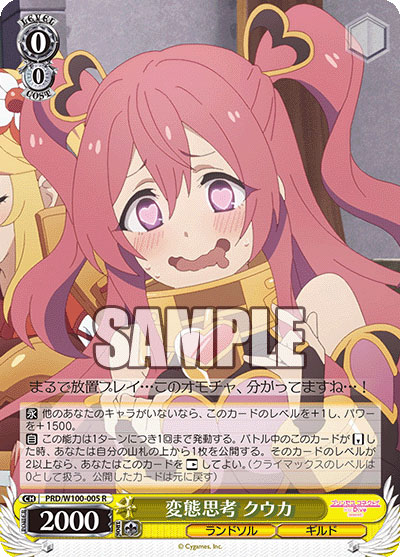 LEVEL
0
0
COST
SAMPLE
まるで放置プレイ…このオモチャ、分かってますね…！
永 他のあなたのキャラがいないなら、このカードのレベルを+1し、パワーを+1500。
自 この能力は1ターンにつき1回まで発動する。バトル中のこのカードが した時、あなたは自分の山札の上から1枚を公開する。そのカードのレベルが2以上なら、あなはこのカードを してよい。（クライマックスのレベルは0として扱う。公開したカードは元に戻す）
CH PRD/W100-005 R
2000
変態思考 クウカ
ランドソル
ギルド
© Cygames, Inc.